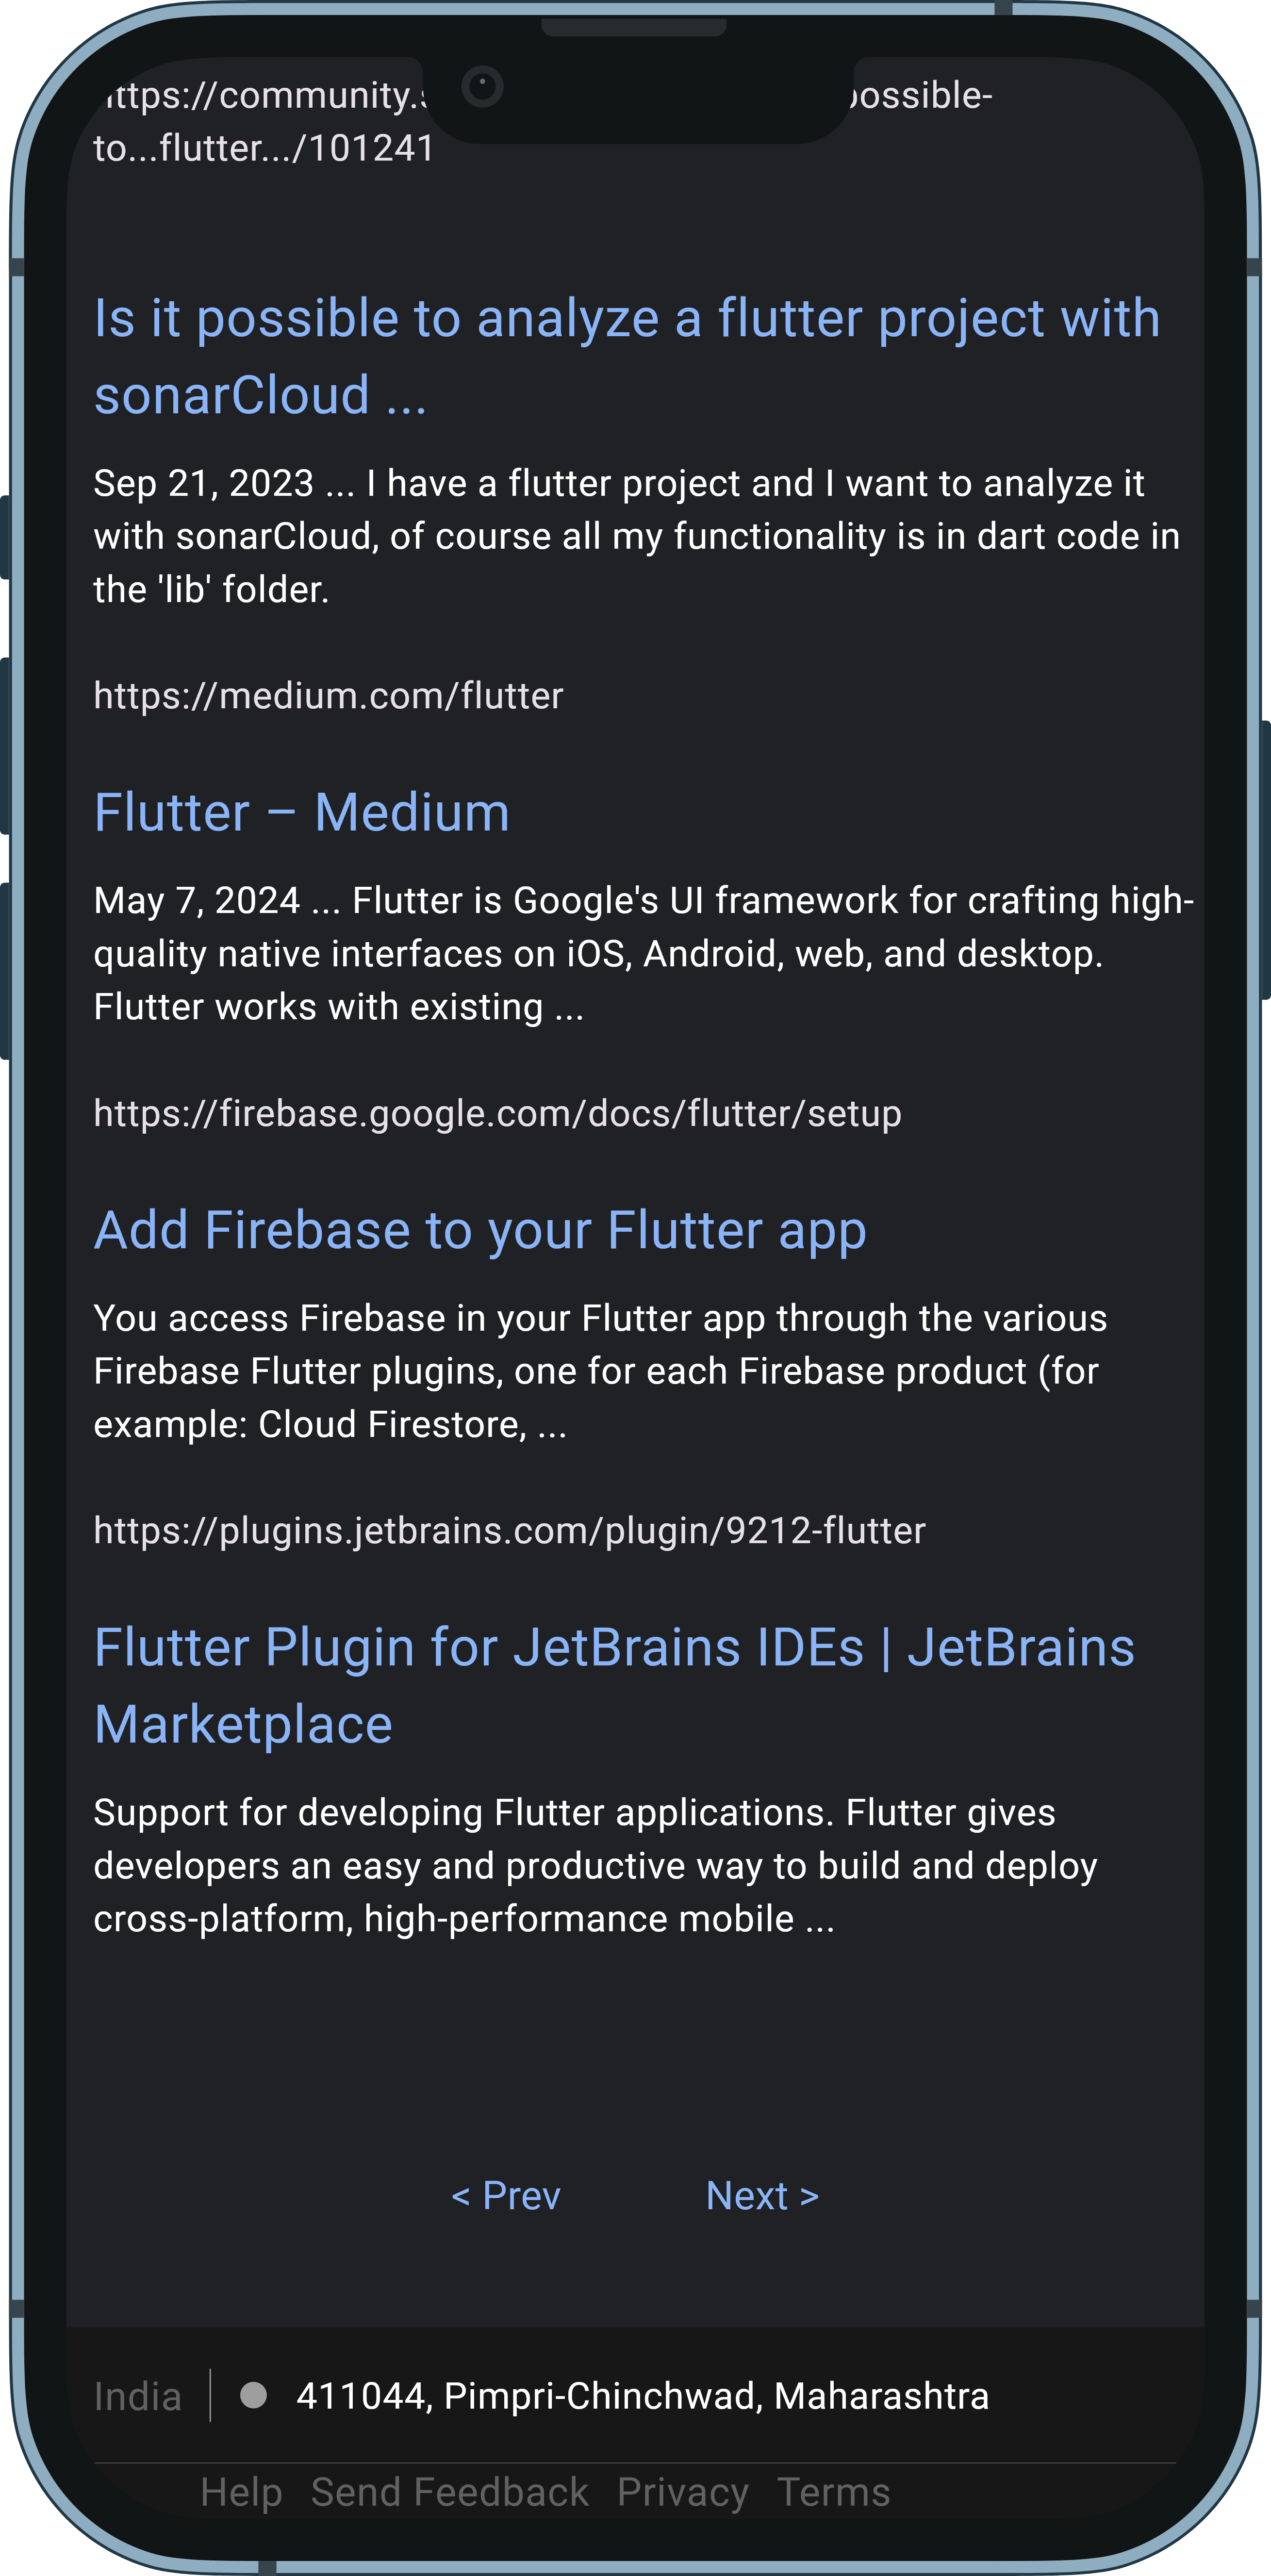 https://community.
possible-
to...flutter.../101241
Is it possible to analyze a flutter project with
sonarCloud ...
Sep 21, 2023 ... I have a flutter project and I want to analyze it
with sonarCloud, of course all my functionality is in dart code in
the 'lib' folder.
https://medium.com/flutter
Flutter – Medium
May 7, 2024 ... Flutter is Google's UI framework for crafting high-
quality native interfaces on iOS, Android, web, and desktop.
Flutter works with existing ...
https://firebase.google.com/docs/flutter/setup
Add Firebase to your Flutter app
You access Firebase in your Flutter app through the various
Firebase Flutter plugins, one for each Firebase product (for
example: Cloud Firestore, ...
https://plugins.jetbrains.com/plugin/9212-flutter
Flutter Plugin for JetBrains IDEs | JetBrains
Marketplace
Support for developing Flutter applications. Flutter gives
developers an easy and productive way to build and deploy
cross-platform, high-performance mobile ...
< Prev Next >
India 411044, Pimpri-Chinchwad, Maharashtra
Help Send Feedback Privacy Terms